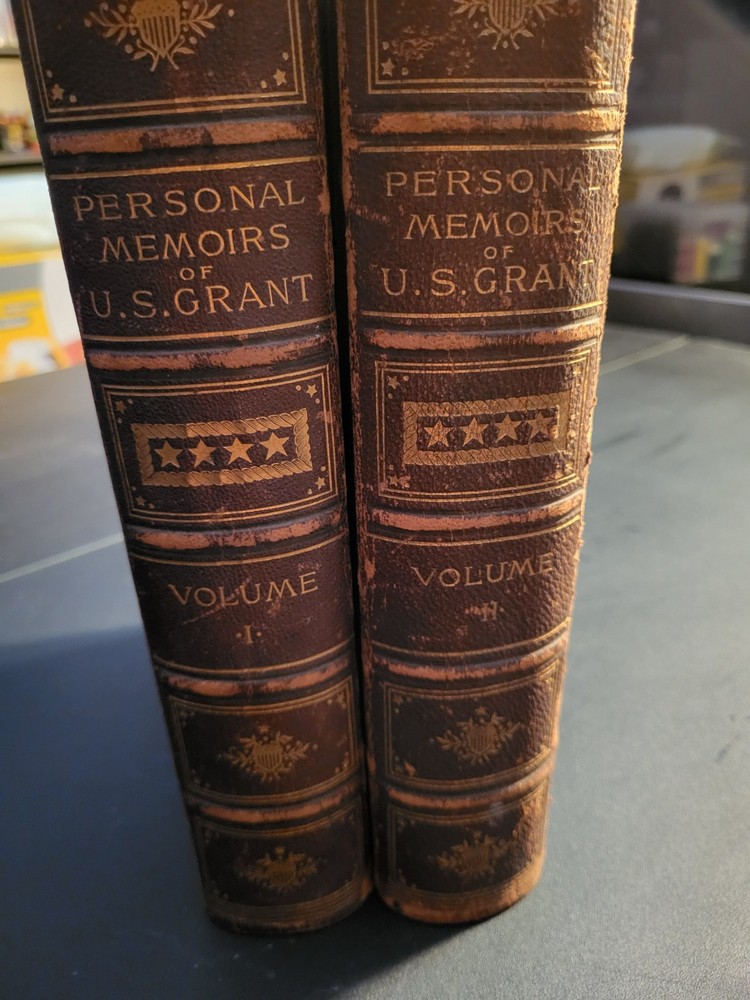 PERSONAL
MEMOIRS
OF
U.S.GRANT
VOLUME
·I·
PERSONAL
MEMOIRS
OF
U.S.GRANT
VOLUME
·II·